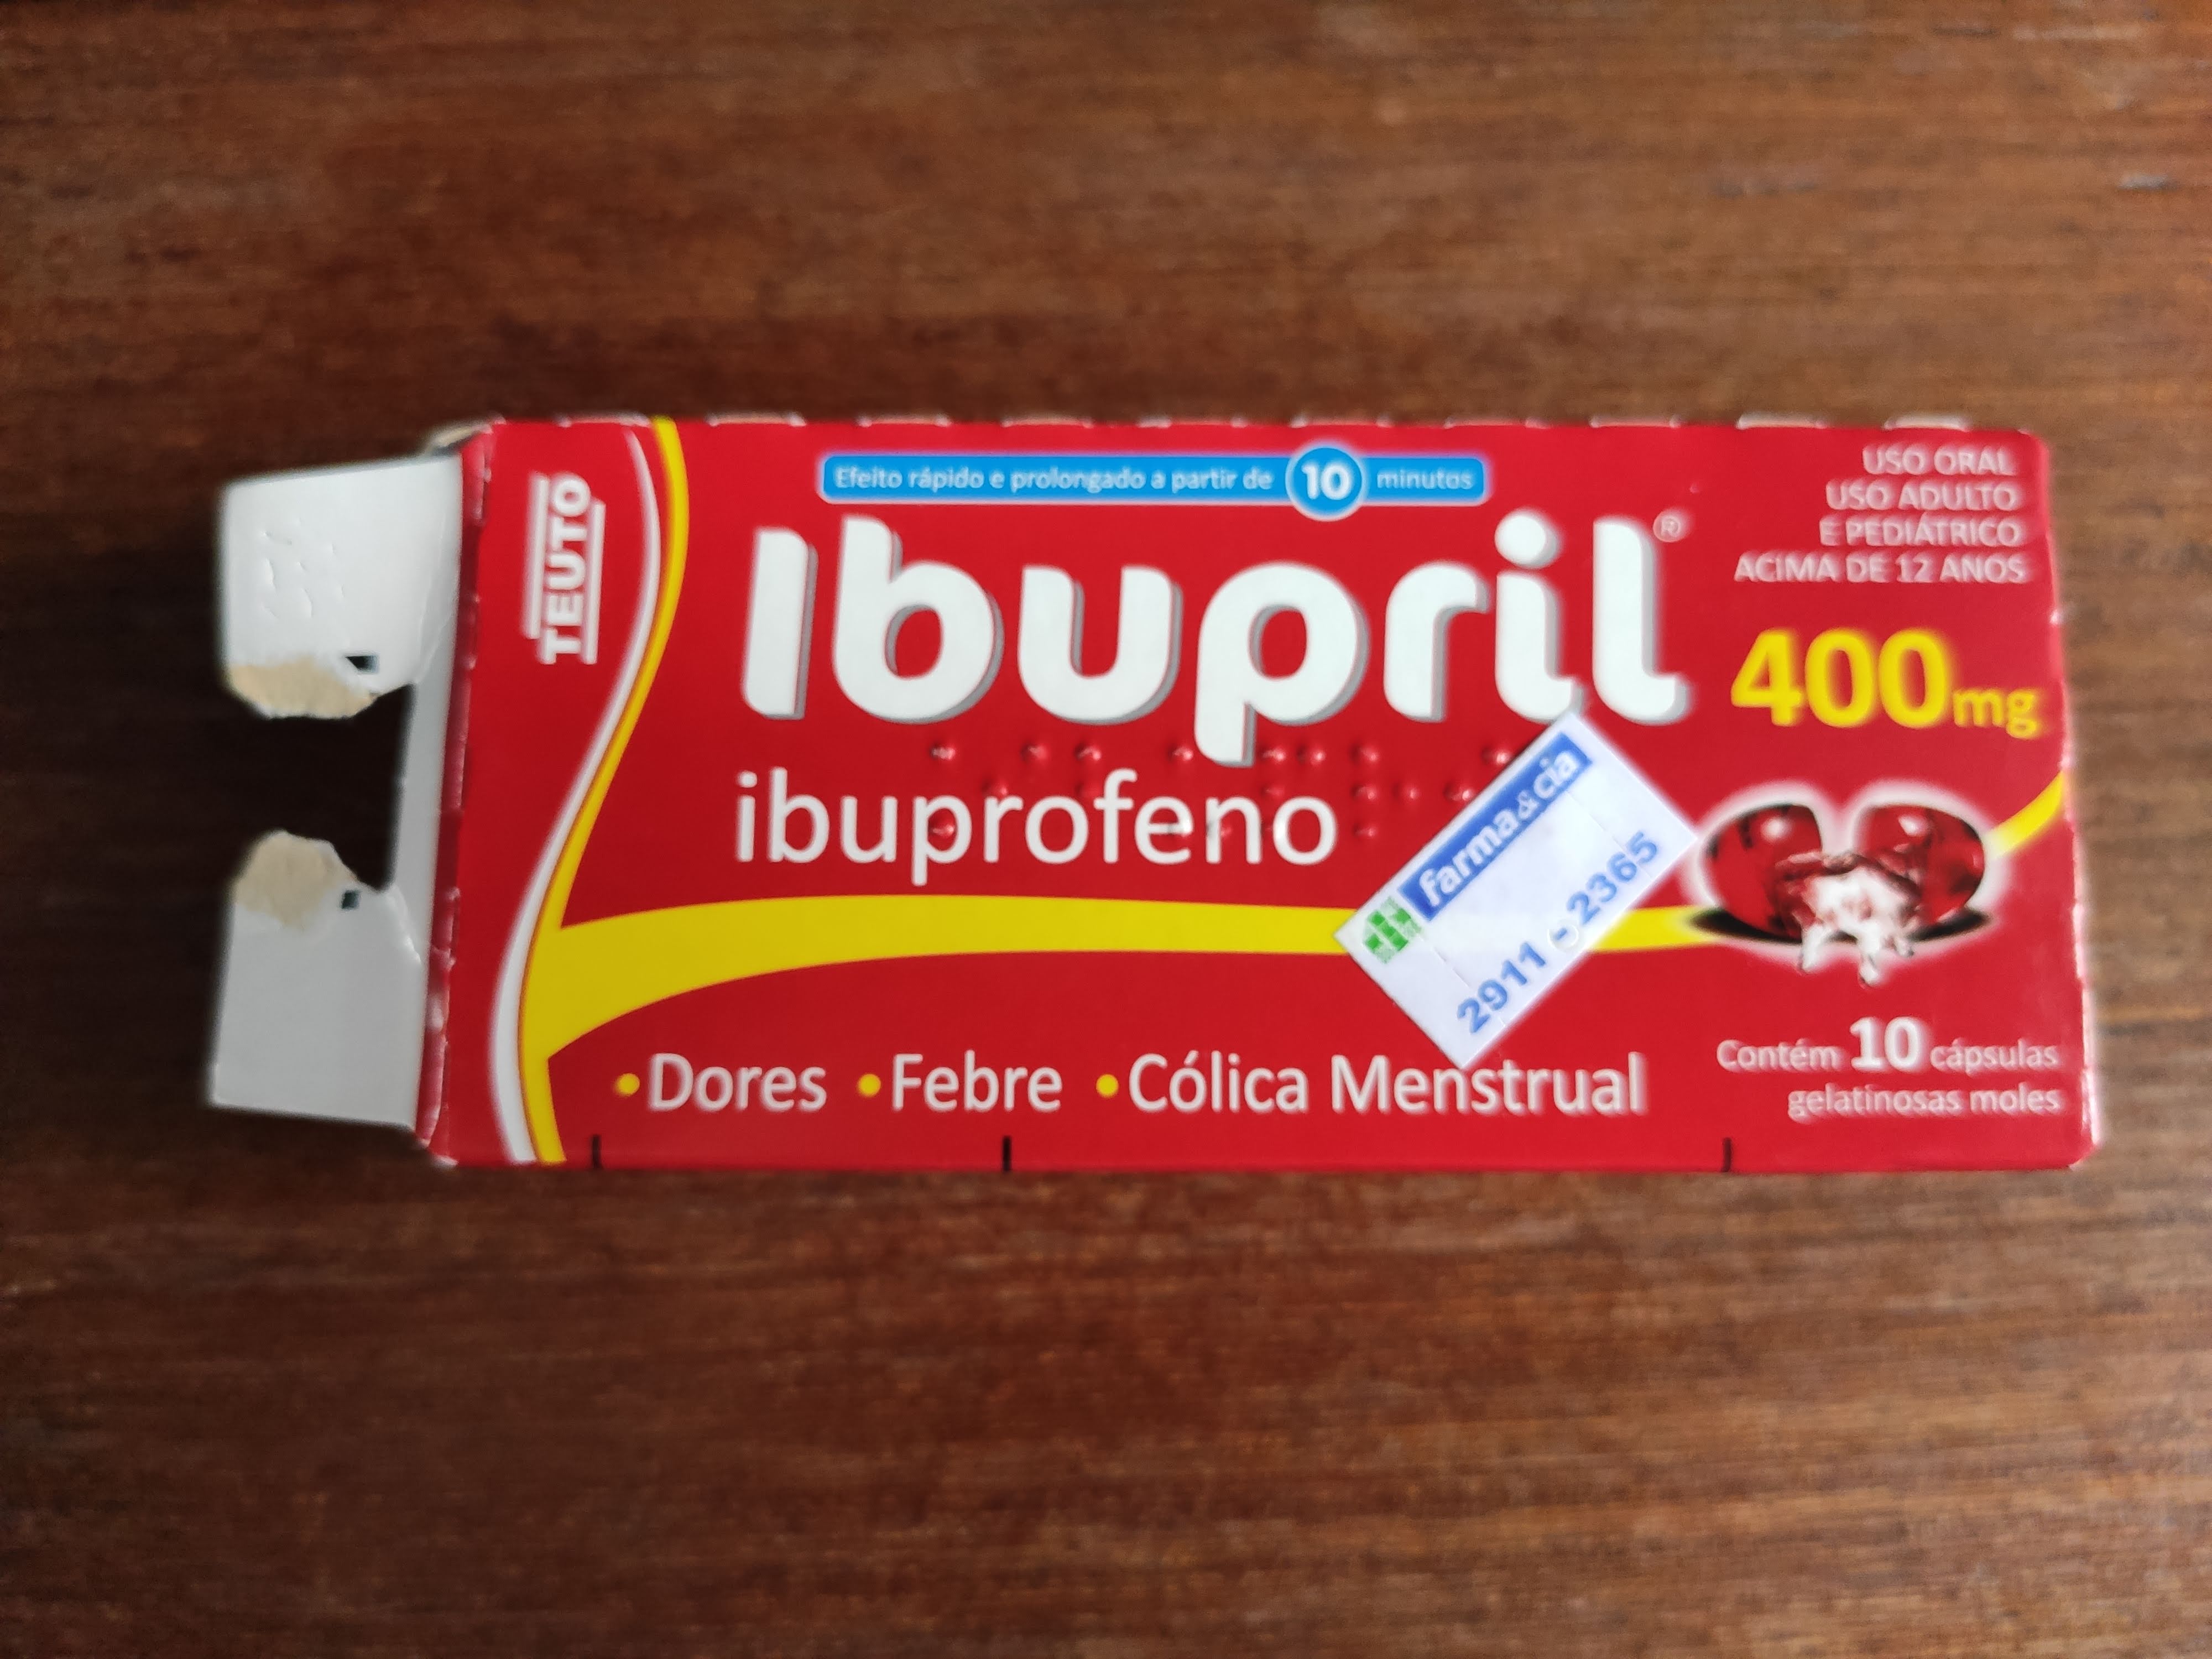 TEUTO
Efeito rápido e prolongado a partir de 10 minutos
Ibupril®
ibuprofeno
USO ORAL
USO ADULTO
E PEDIÁTRICO
ACIMA DE 12 ANOS
400mg
farma&cia
2911-2365
•Dores •Febre •Cólica Menstrual
Contém 10 cápsulas
gelatinosas moles